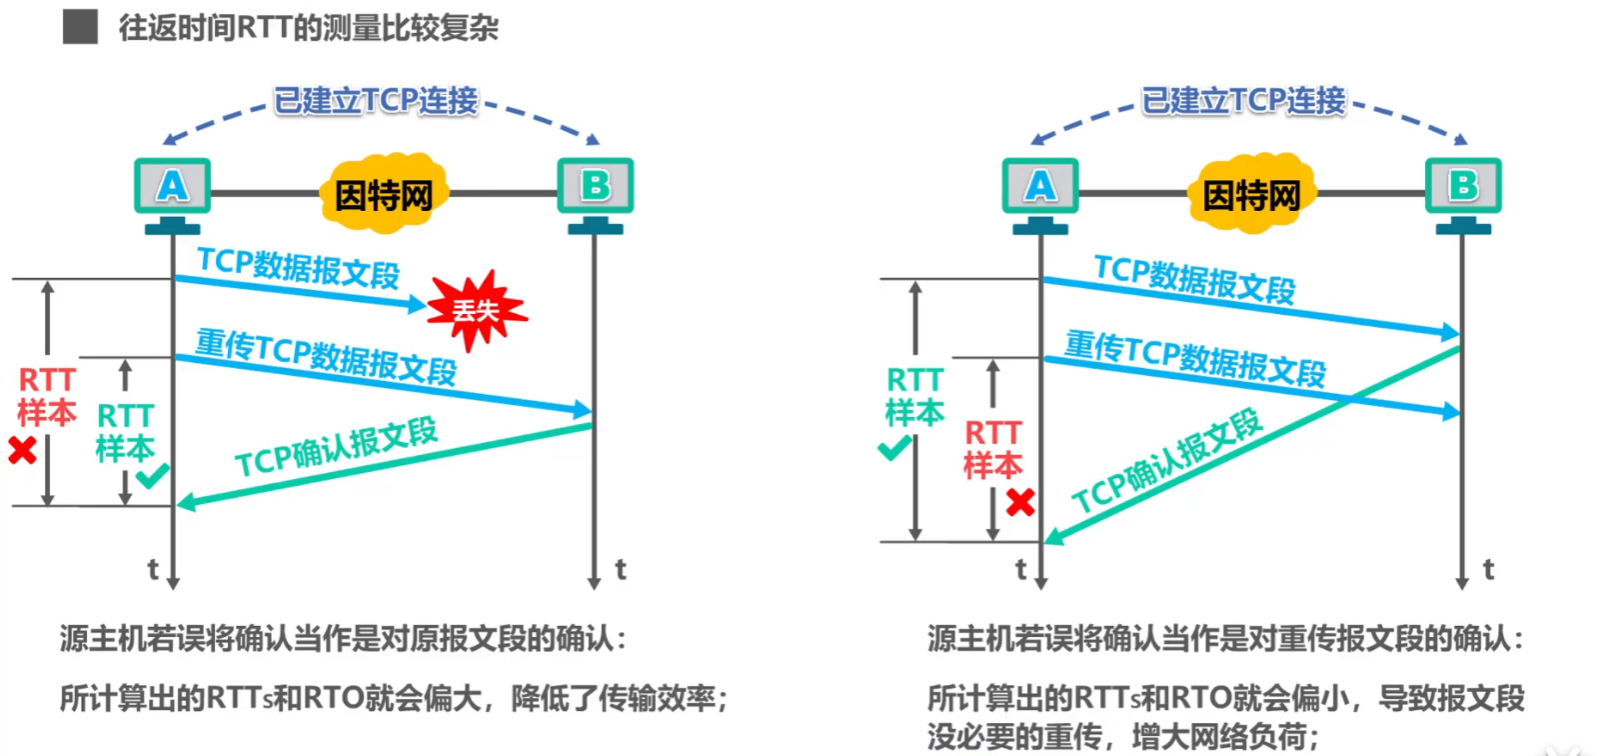 往返时间RTT的测量比较复杂
已建立TCP连接
A
因特网
B
TCP数据报文段
丢失
重传TCP数据报文段
RTT
样本
RTT
样本
TCP确认报文段
t
t
源主机若误将确认当作是对原报文段的确认：
所计算出的RTTs和RTO就会偏大，降低了传输效率；
已建立TCP连接
A
因特网
B
TCP数据报文段
重传TCP数据报文段
RTT
样本
RTT
样本
TCP确认报文段
t
t
源主机若误将确认当作是对重传报文段的确认：
所计算出的RTTs和RTO就会偏小，导致报文段
没必要的重传，增大网络负荷；